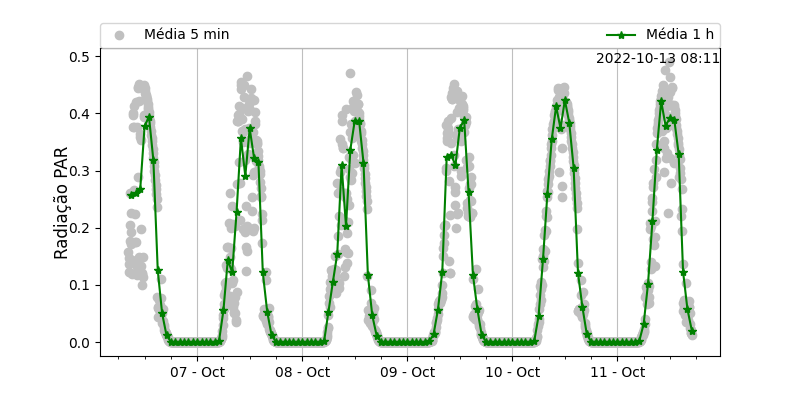 Média 5 min
Média 1 h
2022-10-13 08:11
Radiação PAR
0.5
0.4
0.3
0.2
0.1
0.0
07 - Oct
08 - Oct
09 - Oct
10 - Oct
11 - Oct